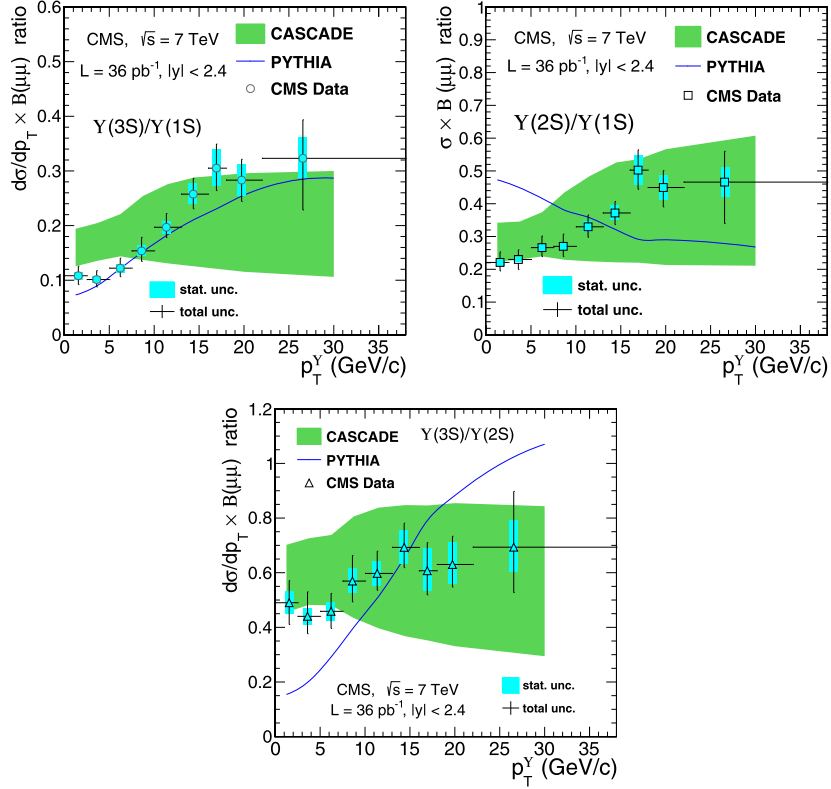 CMS, √s = 7 TeV
L = 36 pb⁻¹, |y| < 2.4
CASCADE
PYTHIA
CMS Data
ϒ(3S)/ϒ(1S)
stat. unc.
total unc.
dσ/dp_T × B(μμ) ratio
0.6
0.5
0.4
0.3
0.2
0.1
0
0 5 10 15 20 25 30 35
p_T^ϒ (GeV/c)
CMS, √s = 7 TeV
L = 36 pb⁻¹, |y| < 2.4
CASCADE
PYTHIA
CMS Data
ϒ(2S)/ϒ(1S)
stat. unc.
total unc.
σ × B (μμ) ratio
1
0.9
0.8
0.7
0.6
0.5
0.4
0.3
0.2
0.1
0
0 5 10 15 20 25 30 35
p_T^ϒ (GeV/c)
CASCADE
PYTHIA
CMS Data
ϒ(3S)/ϒ(2S)
CMS, √s = 7 TeV
L = 36 pb⁻¹, |y| < 2.4
stat. unc.
total unc.
dσ/dp_T × B(μμ) ratio
1.2
1
0.8
0.6
0.4
0.2
0
0 5 10 15 20 25 30 35
p_T^ϒ (GeV/c)